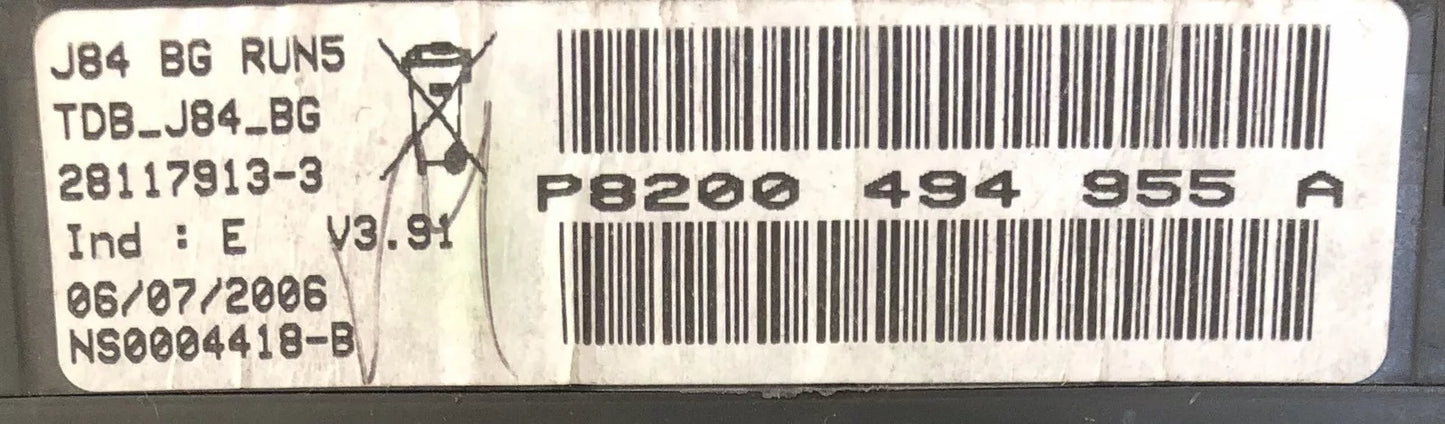 J84 BG RUN5
TDB_J84_BG
28117913-3
Ind : E V3.91
06/07/2006
NS0004418-B
P8200 494 955 A